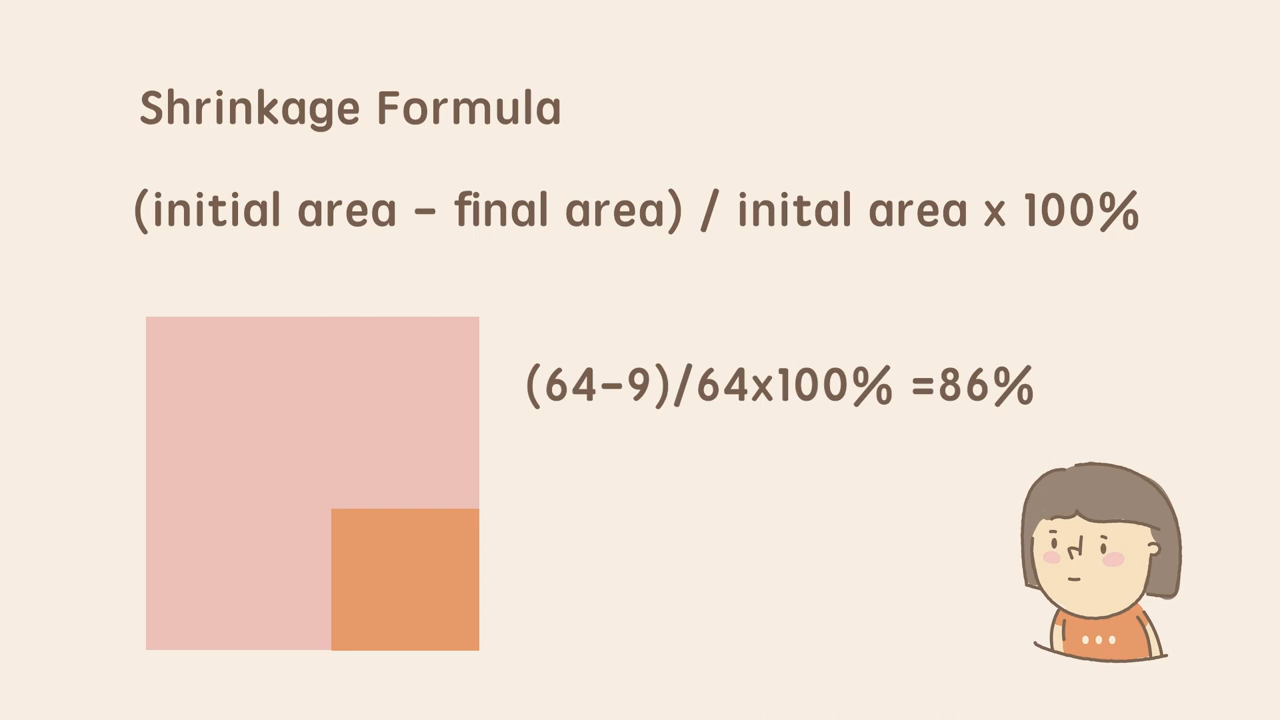 Shrinkage Formula
(initial area - final area) / inital area x 100%
(64-9)/64x100% =86%